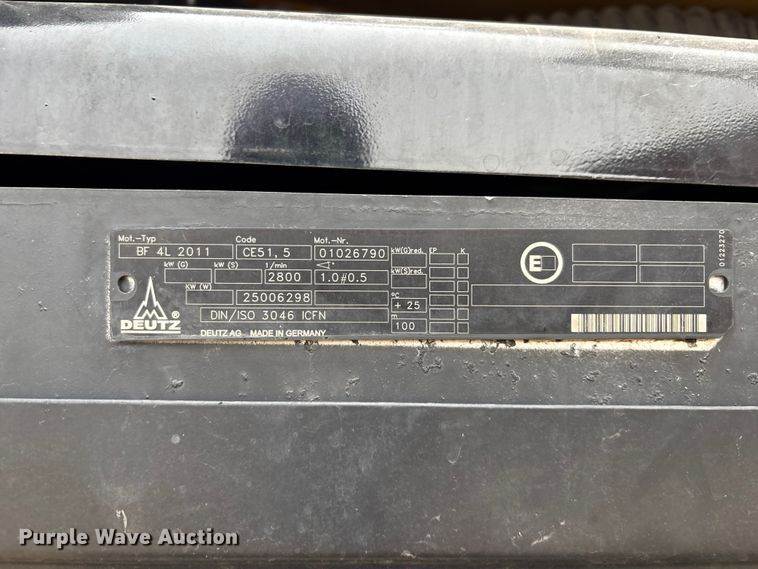 Mot.-Typ Code Mot.-Nr.
BF 4L 2011 CE51,5 01026790 kW(G)red. EP K
kW (G) kW (S) 1/min
2800 1.0#0.5 kW(S)red.
KW (W) °C
25006298 + 25
DEUTZ ®
DIN/ISO 3046 ICFN m
100
DEUTZ AG MADE IN GERMANY
E
01223270
Purple Wave Auction®